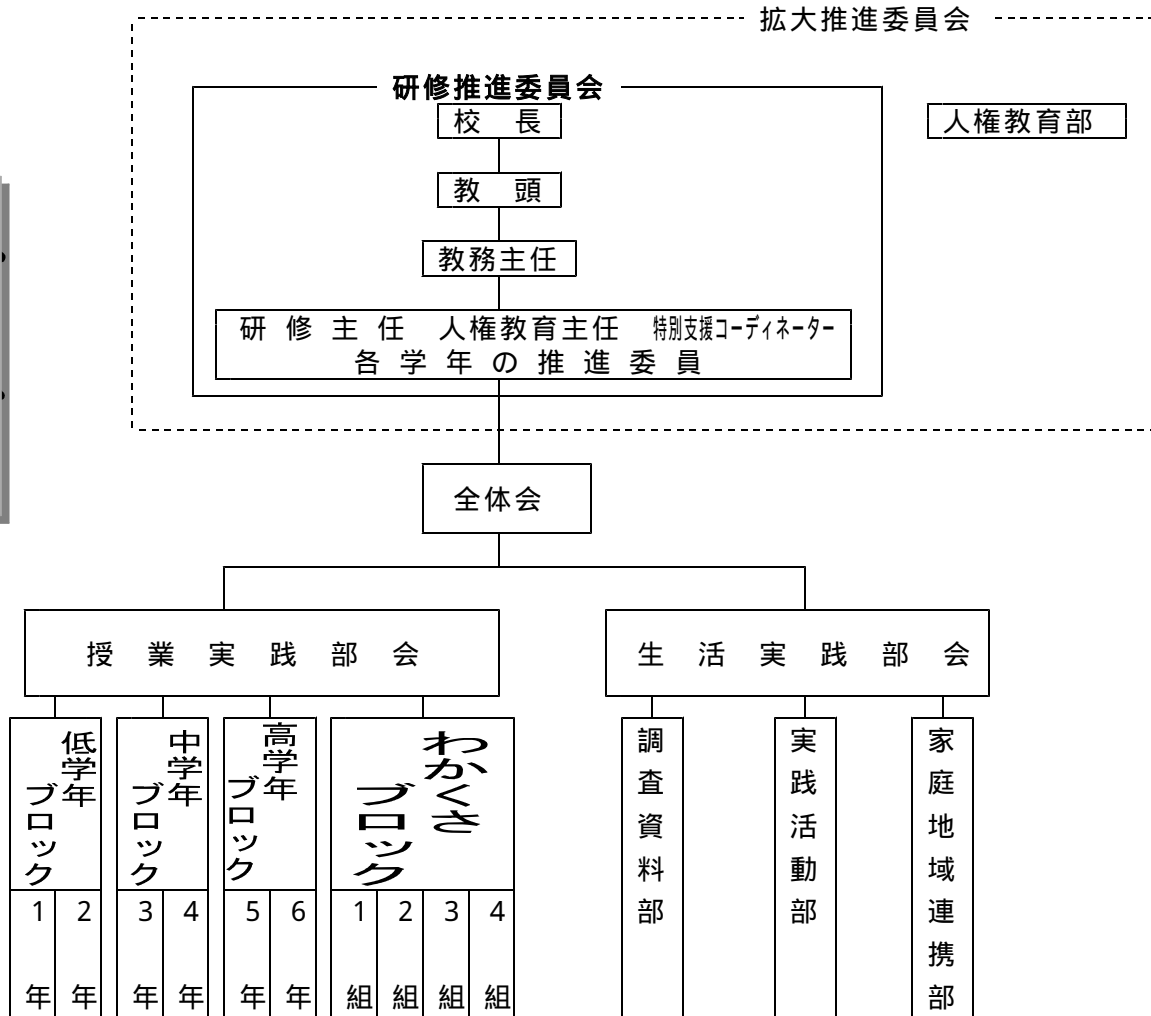 拡大推進委員会
研修推進委員会
校　長
人権教育部
教　頭
教務主任
研 修 主 任　人権教育主任　特別支援コーディネーター
各 学 年 の 推 進 委 員
全体会
授 業 実 践 部 会
生 活 実 践 部 会
低学年
ブロック
中学年
ブロック
高学年
ブロック
わかくさ
ブロック
1年
2年
3年
4年
5年
6年
1組
2組
3組
4組
調査資料部
実践活動部
家庭地域連携部